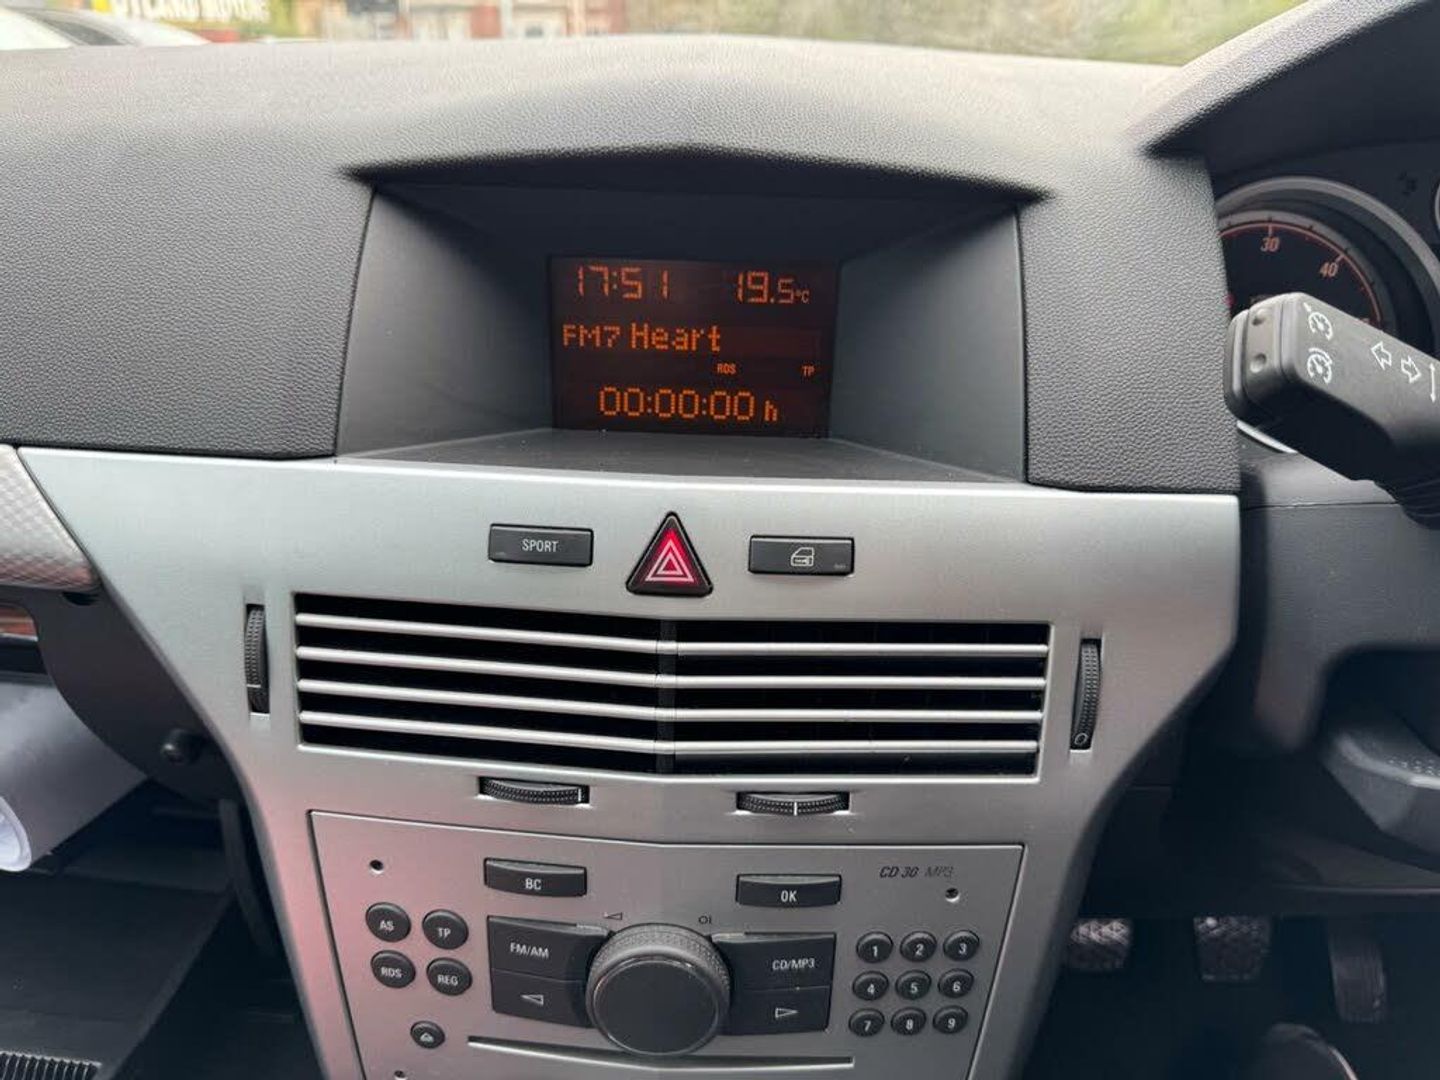 17:51 19.5°C
FM7 Heart
RDS TP
00:00:00 h
30
40
SPORT
CD 30 MP3
BC
OK
AS
TP
FM/AM
CD/MP3
1 2 3
RDS
REG
4 5 6
7 8 9